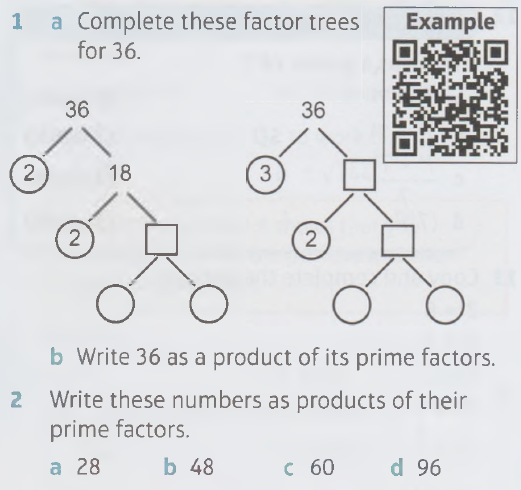 1 a Complete these factor trees
for 36.
Example
36
2 18
2
36
3
2
b Write 36 as a product of its prime factors.
2 Write these numbers as products of their
prime factors.
a 28 b 48 c 60 d 96